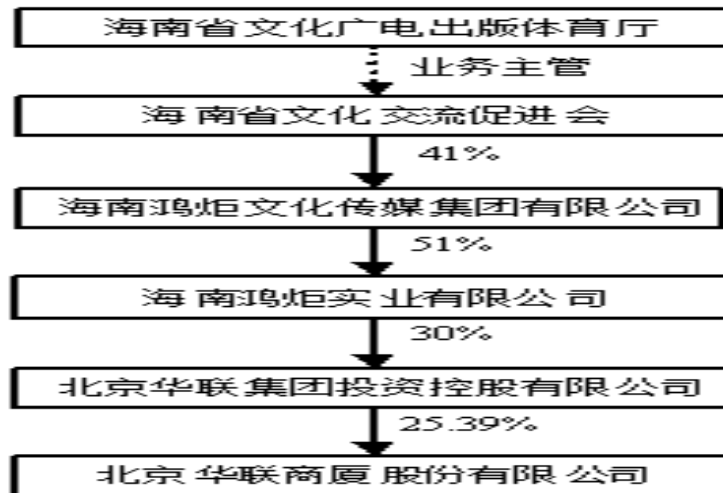 海南省文化广电出版体育厅
业务主管
海南省文化交流促进会
41%
海南鸿炬文化传媒集团有限公司
51%
海南鸿炬实业有限公司
30%
北京华联集团投资控股有限公司
25.39%
北京华联商厦股份有限公司